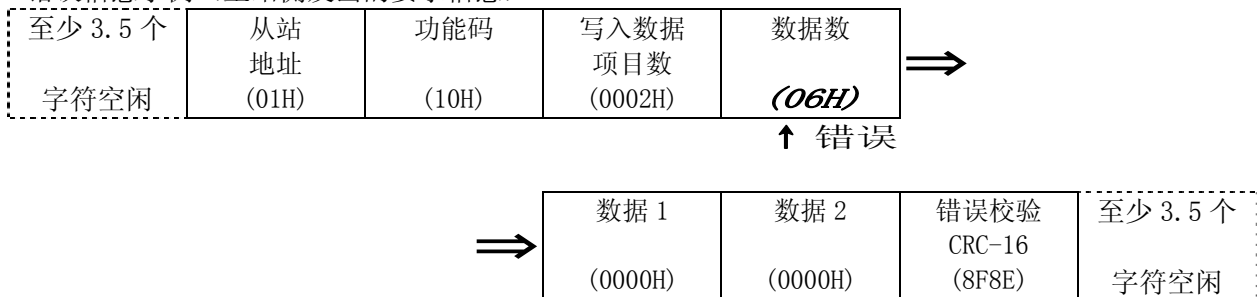 至少 3.5 个 从站 功能码 写入数据 数据数
地址 项目数
字符空闲 (01H) (10H) (0002H) (06H) ⇒
↑ 错误
数据 1 数据 2 错误校验 至少 3.5 个
⇒ CRC-16
(0000H) (0000H) (8F8E) 字符空闲